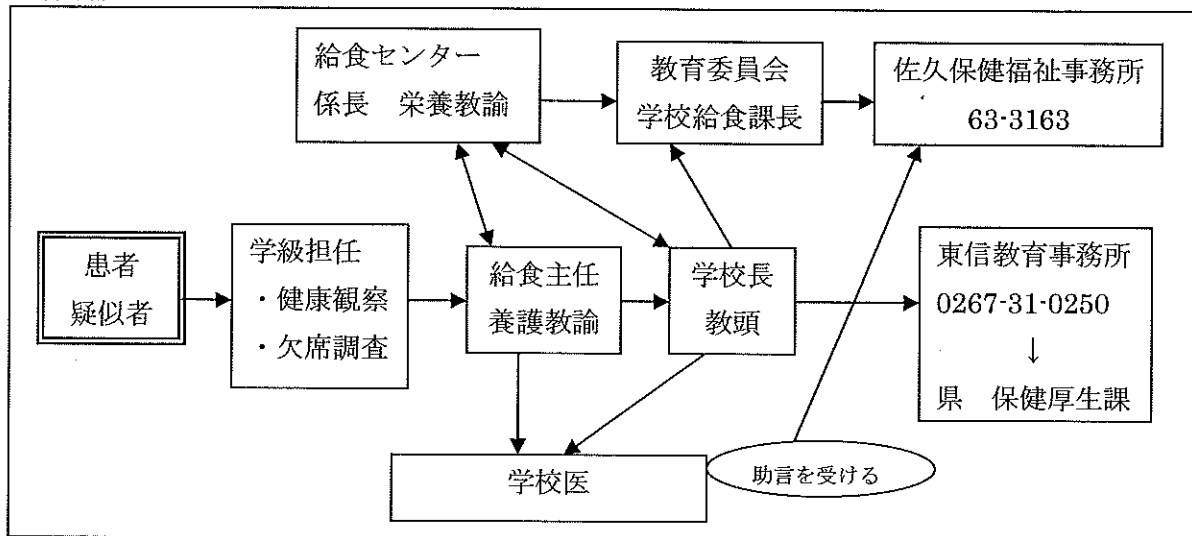 給食センター
係長 栄養教諭
教育委員会
学校給食課長
佐久保健福祉事務所
63-3163
患者
疑似者
学級担任
・健康観察
・欠席調査
給食主任
養護教諭
学校長
教頭
東信教育事務所
0267-31-0250
↓
県 保健厚生課
学校医
助言を受ける